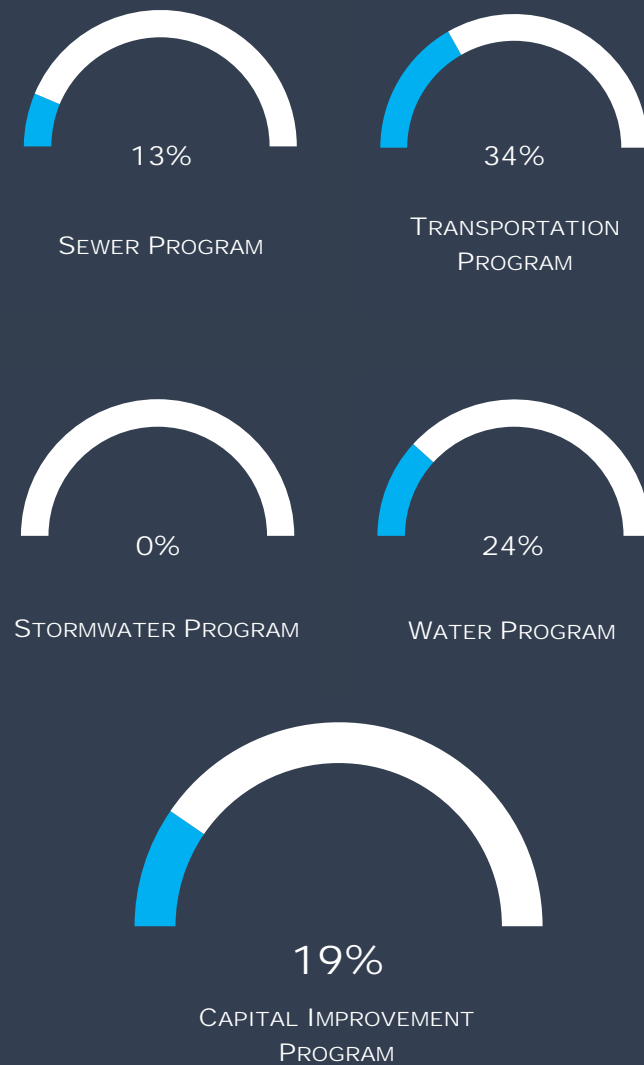 13%
34%
SEWER PROGRAM
TRANSPORTATION
PROGRAM
0%
24%
STORMWATER PROGRAM
WATER PROGRAM
19%
CAPITAL IMPROVEMENT
PROGRAM